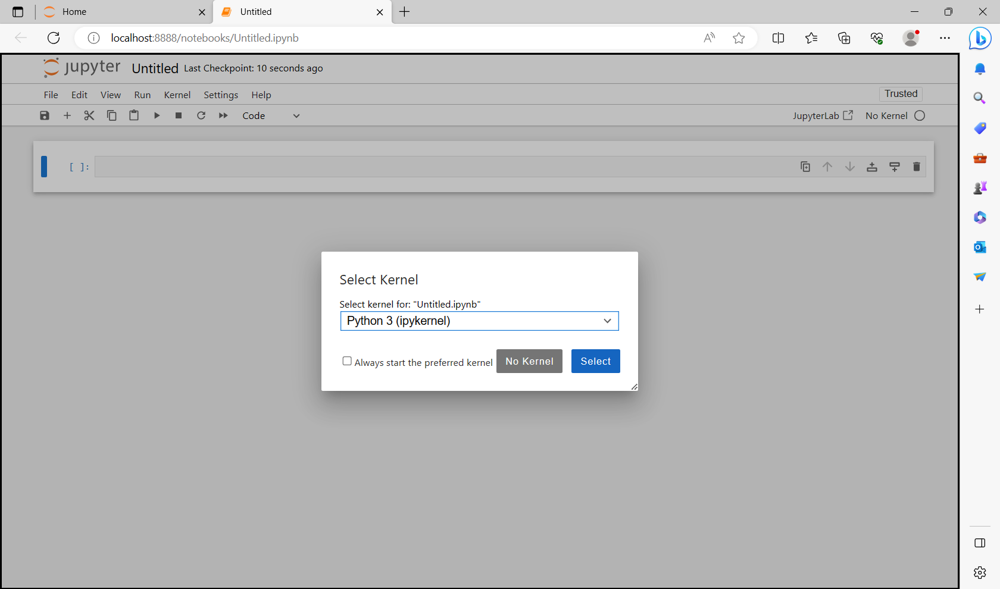 Home
Untitled
localhost:8888/notebooks/Untitled.ipynb
jupyter Untitled Last Checkpoint: 10 seconds ago
File Edit View Run Kernel Settings Help Trusted
Code JupyterLab No Kernel
[ ]:
Select Kernel
Select kernel for: "Untitled.ipynb"
Python 3 (ipykernel)
Always start the preferred kernel No Kernel Select